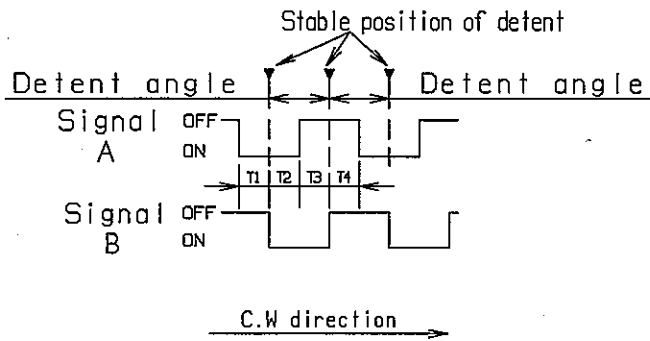 Stable position of detent
Detent angle Detent angle
Signal A OFF
ON
T1 T2 T3 T4
Signal B OFF
ON
C.W direction